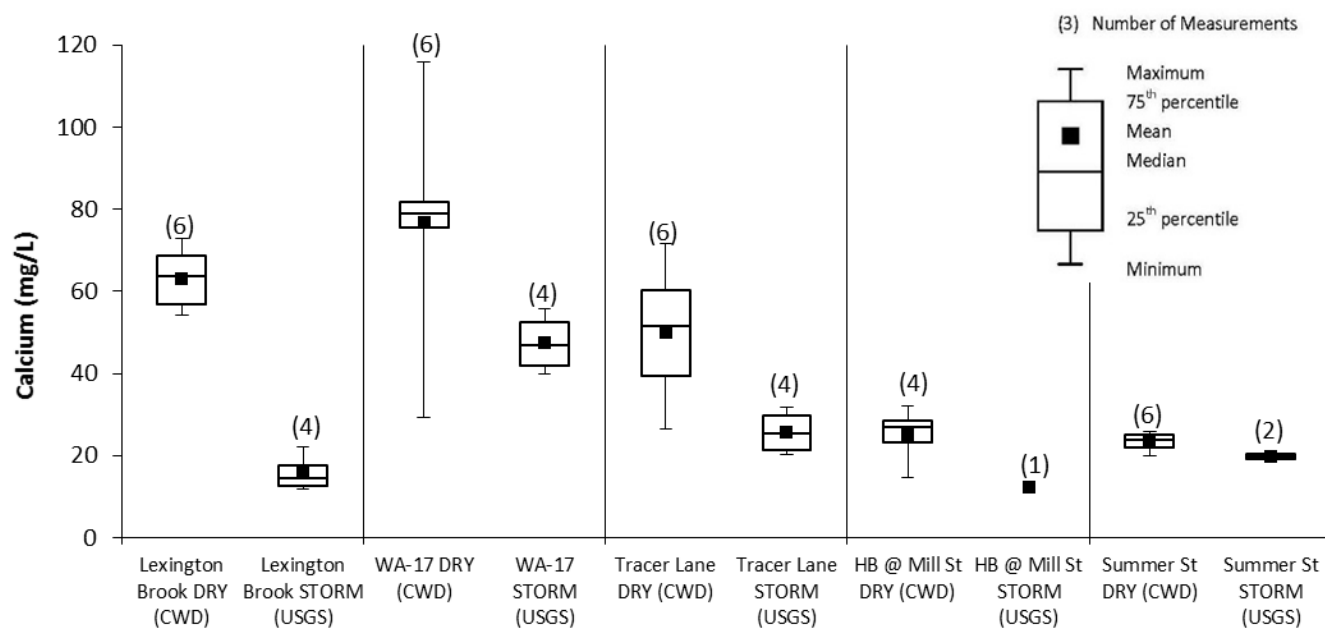 (3) Number of Measurements
Maximum
75th percentile
Mean
Median
25th percentile
Minimum
Calcium (mg/L)
120
100
80
60
40
20
0
(6)
(4)
(6)
(4)
(6)
(4)
(4)
(1)
(6)
(2)
Lexington
Brook DRY
(CWD)
Lexington
Brook STORM
(USGS)
WA-17 DRY
(CWD)
WA-17
STORM
(USGS)
Tracer Lane
DRY (CWD)
Tracer Lane
STORM
(USGS)
HB @ Mill St
DRY (CWD)
HB @ Mill St
STORM
(USGS)
Summer St
DRY (CWD)
Summer St
STORM
(USGS)